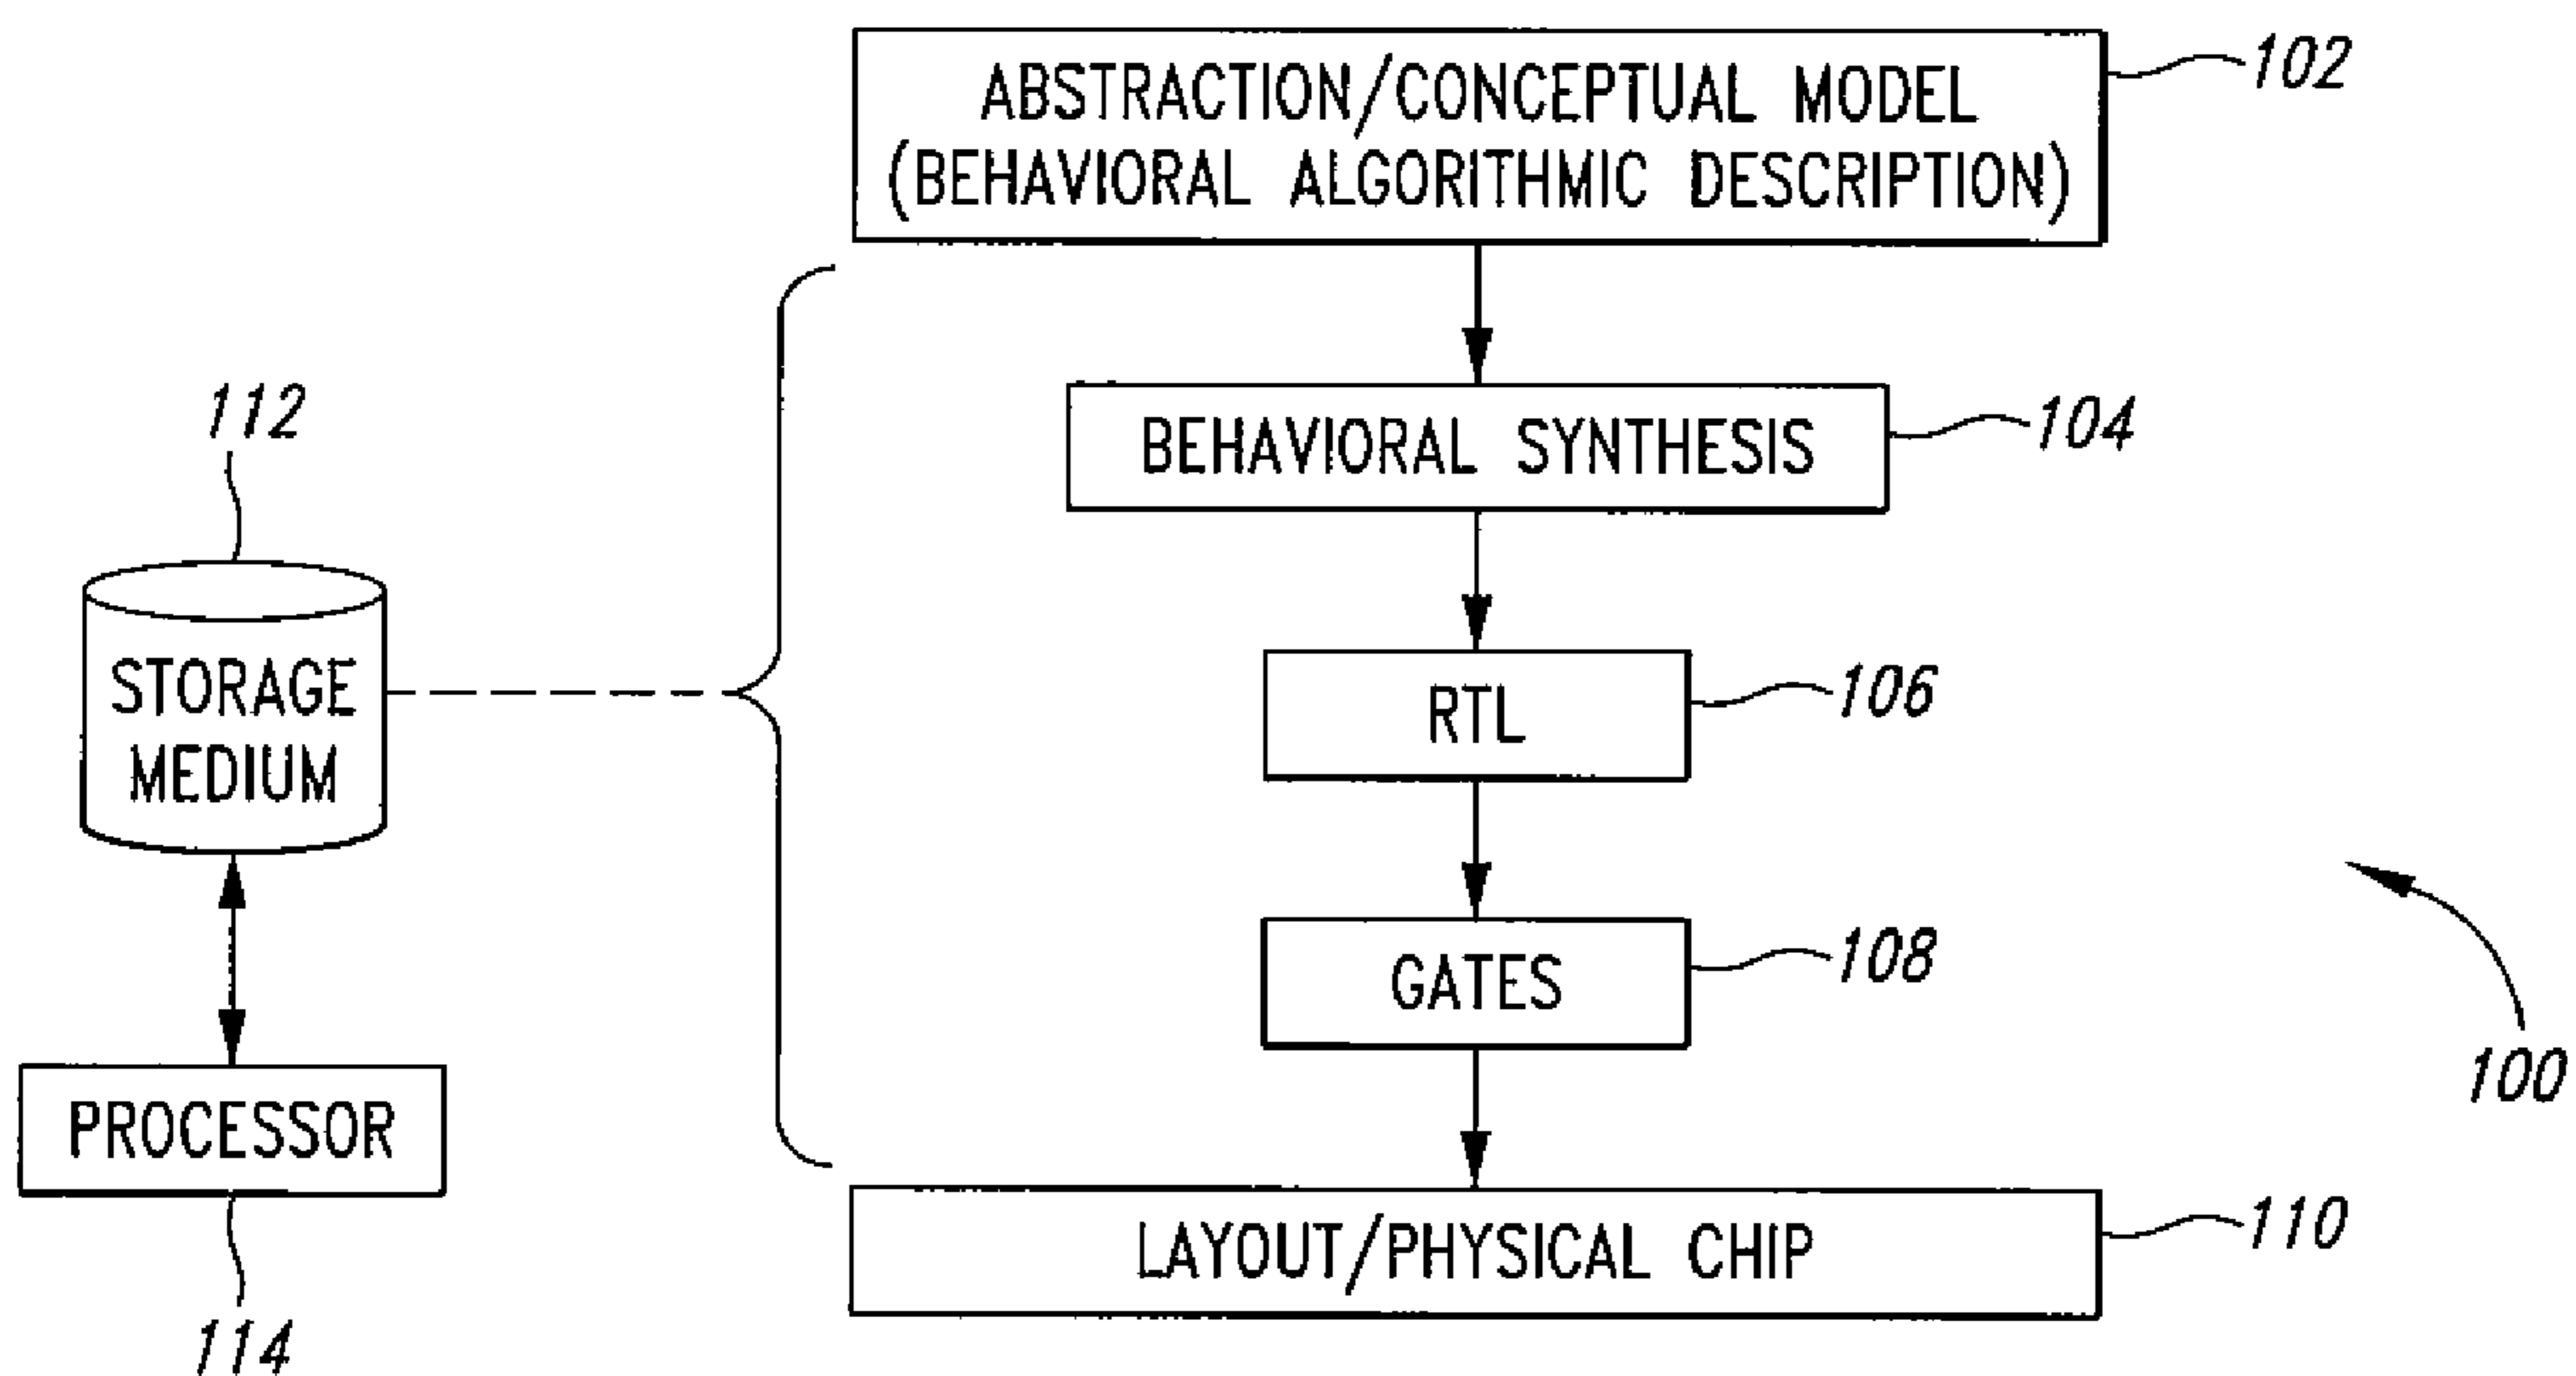 ABSTRACTION/CONCEPTUAL MODEL
(BEHAVIORAL ALGORITHMIC DESCRIPTION)
102
BEHAVIORAL SYNTHESIS
104
112
STORAGE
MEDIUM
RTL
106
GATES
108
100
PROCESSOR
114
LAYOUT/PHYSICAL CHIP
110